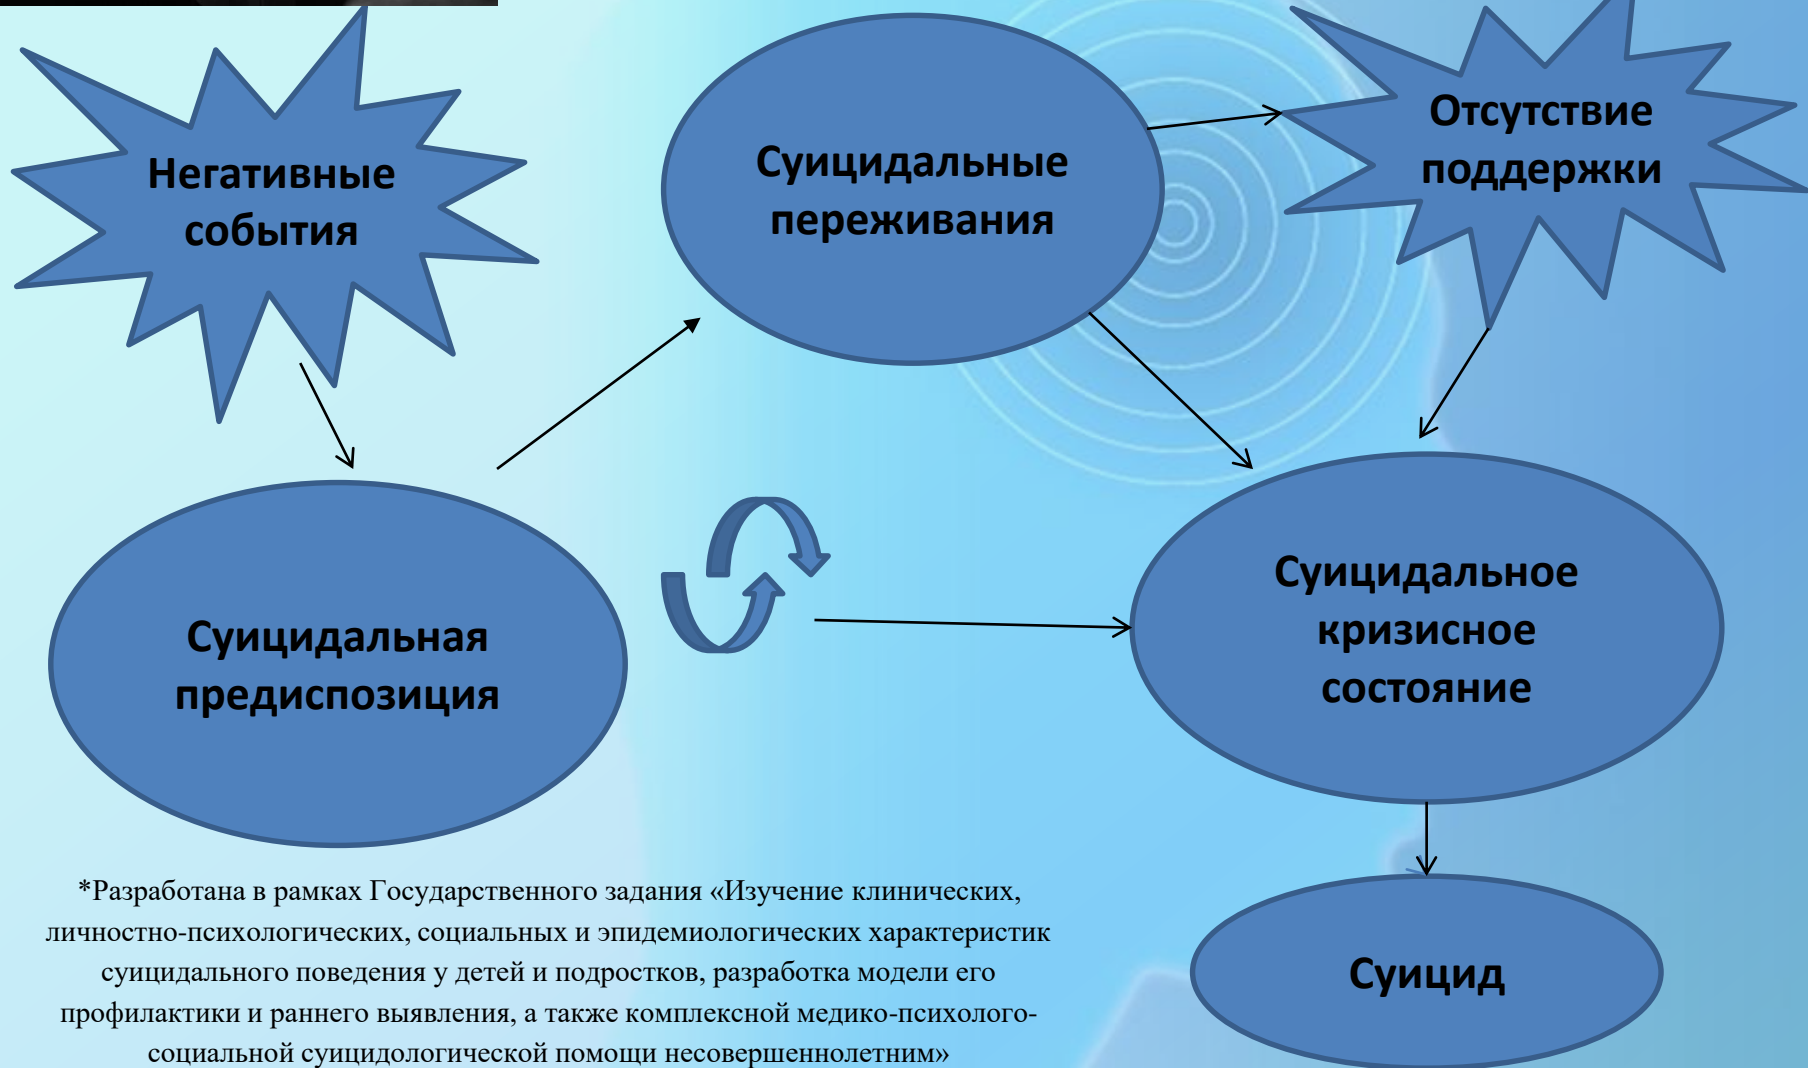 Негативные
события
Суицидальные
переживания
Отсутствие
поддержки
Суицидальная
предиспозиция
Суицидальное
кризисное
состояние
Суицид
*Разработана в рамках Государственного задания «Изучение клинических,
личностно-психологических, социальных и эпидемиологических характеристик
суицидального поведения у детей и подростков, разработка модели его
профилактики и раннего выявления, а также комплексной медико-психолого-
социальной суицидологической помощи несовершеннолетним»